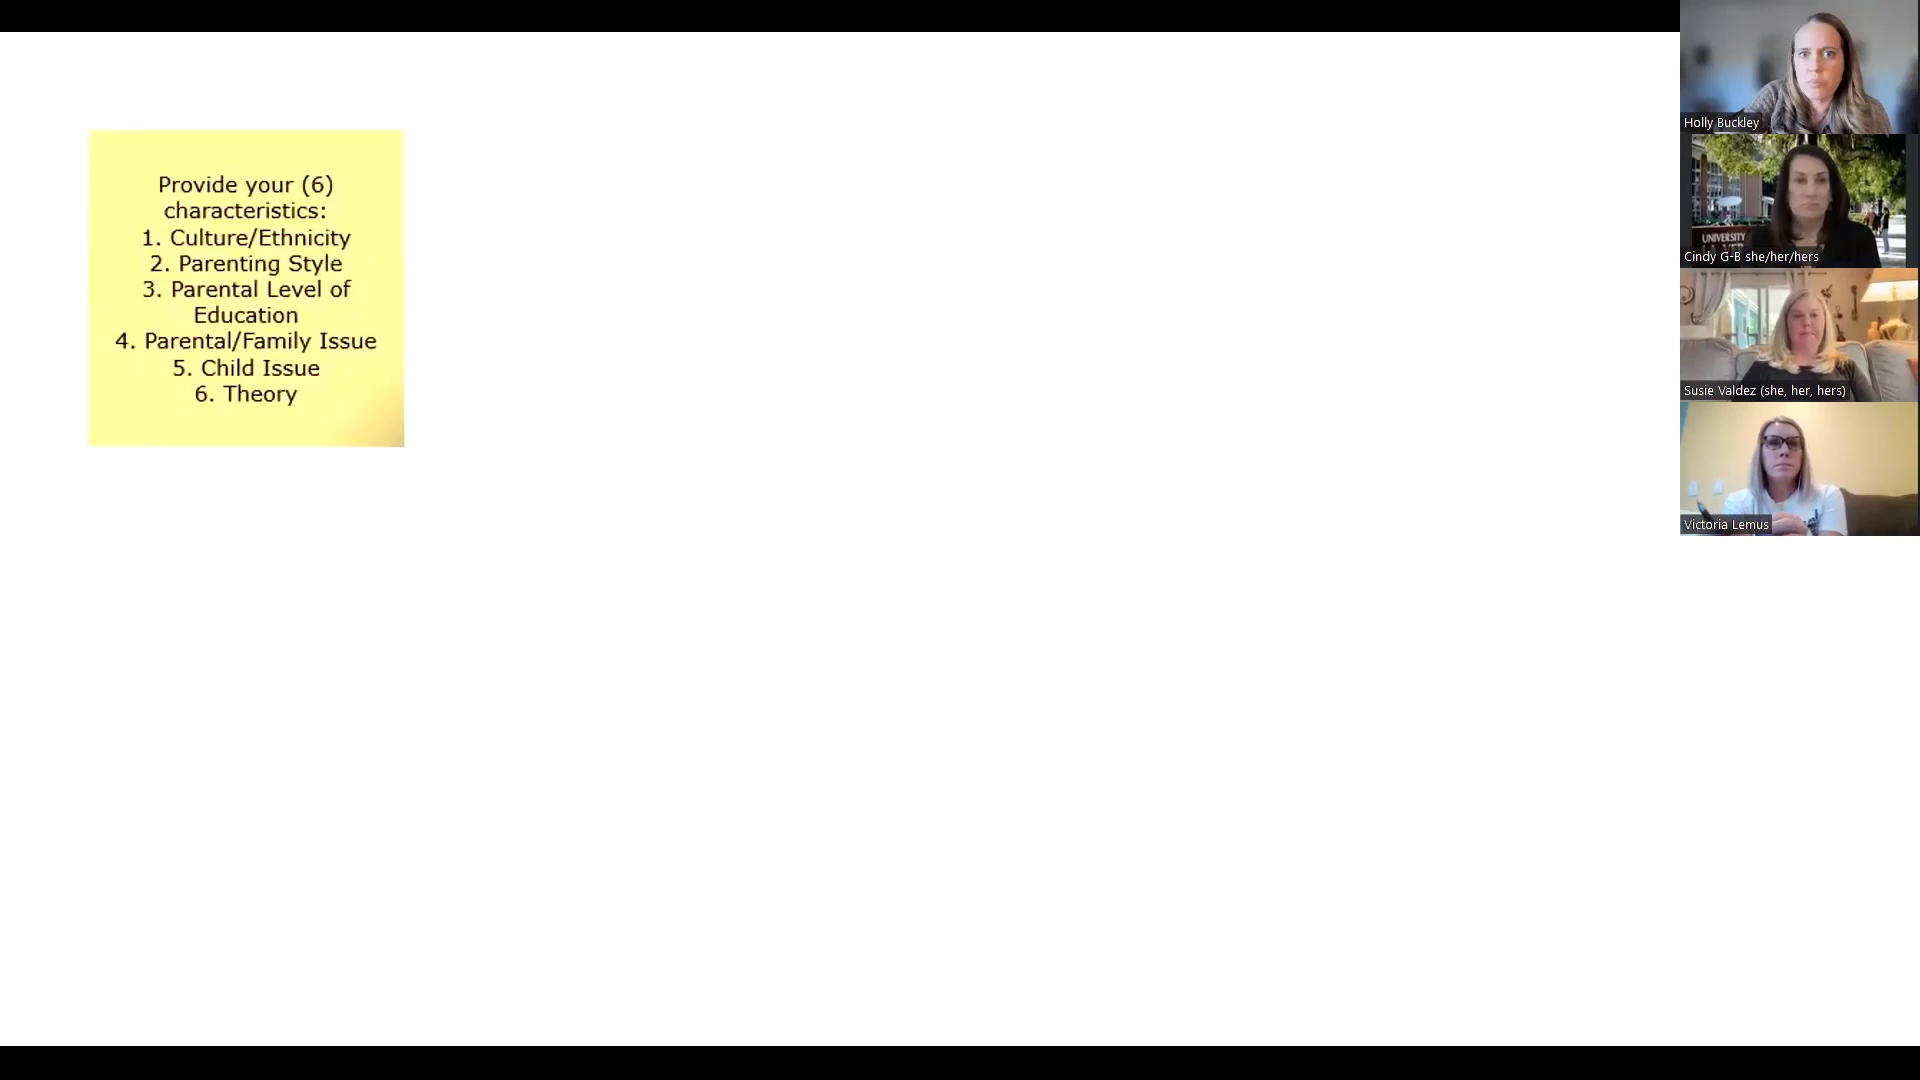 Provide your (6)
characteristics:
1. Culture/Ethnicity
2. Parenting Style
3. Parental Level of
Education
4. Parental/Family Issue
5. Child Issue
6. Theory
Holly Buckley
UNIVERSITY
Cindy G-B she/her/hers
Susie Valdez (she, her, hers)
Victoria Lemus